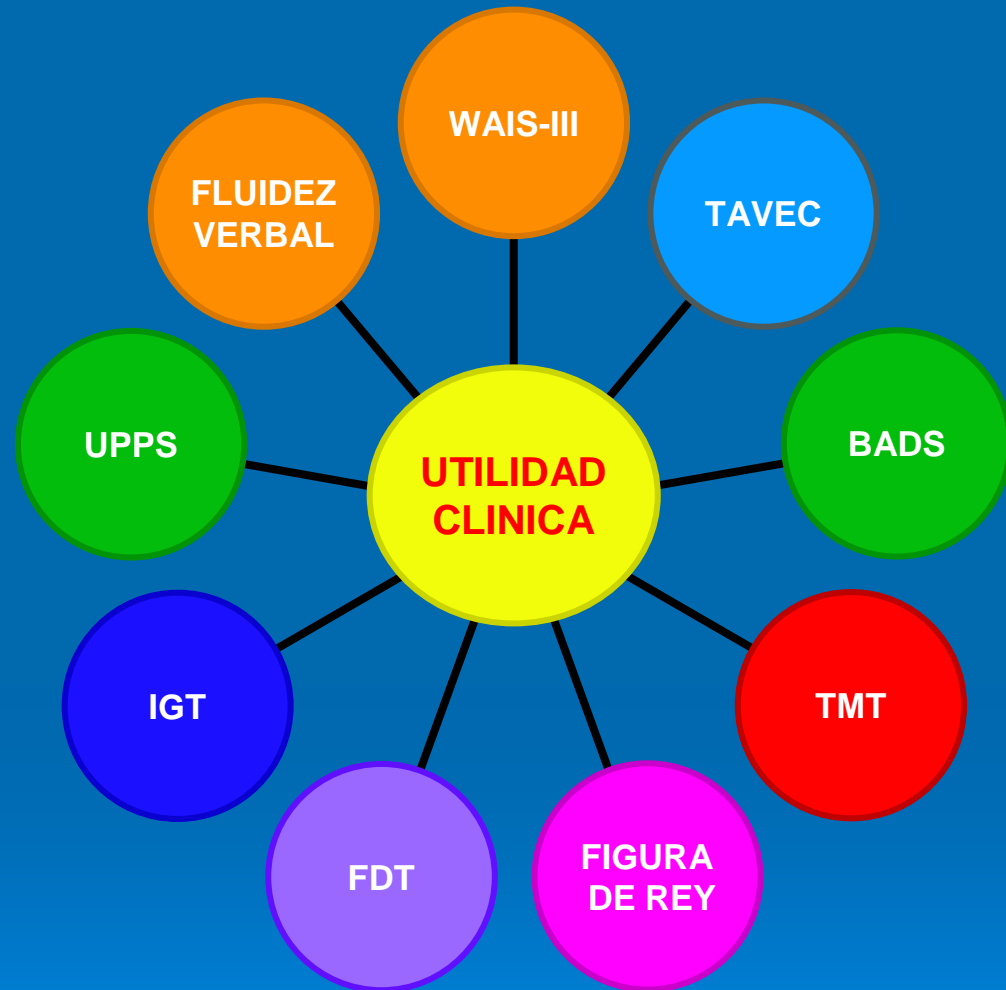 WAIS-III
FLUIDEZ
VERBAL
TAVEC
UPPS
BADS
UTILIDAD
CLINICA
IGT
TMT
FDT
FIGURA
DE REY